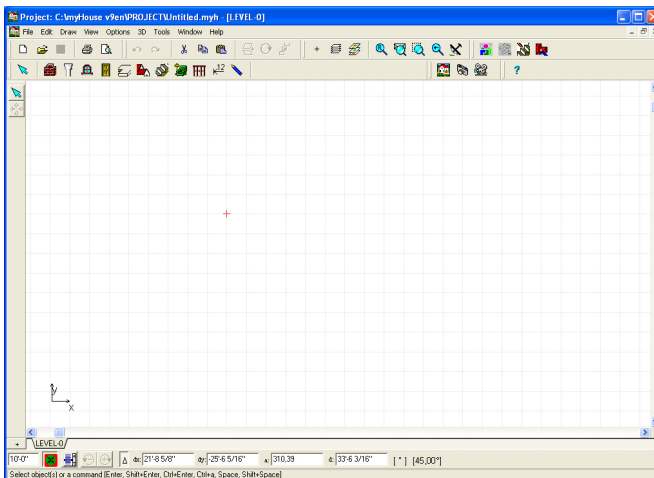 Project: C:\myHouse v9en\PROJECT\Untitled.myh - [LEVEL-0]
File Edit Draw View Options 3D Tools Window Help
12
?
y
x
+ LEVEL-0
10'-0" Δ dx: 21'-8 5/8" dy: -25'-6 5/16" a: 310,39 d: 33'-6 3/16" [ * ] [45,00°]
Select object(s) or a command [Enter, Shift+Enter, Ctrl+Enter, Ctrl+a, Space, Shift+Space]